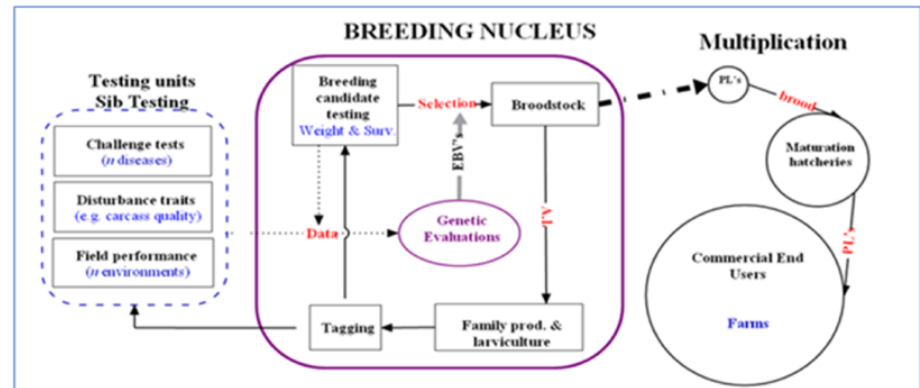 BREEDING NUCLEUS
Multiplication
Testing units
Sib Testing
Challenge tests
(n diseases)
Disturbance traits
(e.g. carcass quality)
Field performance
(n environments)
Breeding
candidate
testing
Weight & Surv.
Selection
Broodstock
EBV's
Data
Genetic
Evaluations
A.I.
Tagging
Family prod. &
larviculture
PL's
brood
Maturation
hatcheries
PL's
Commercial End
Users
Farms